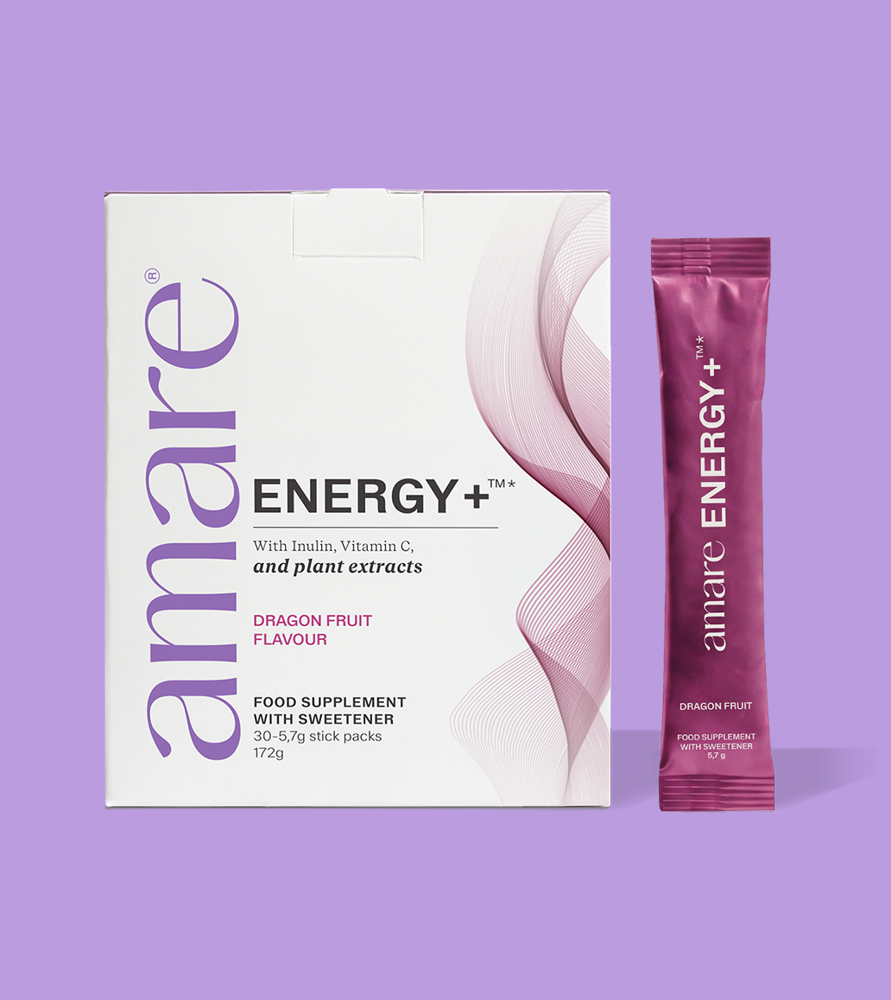 amare®
ENERGY+™*
With Inulin, Vitamin C,
and plant extracts
DRAGON FRUIT
FLAVOUR
FOOD SUPPLEMENT
WITH SWEETENER
30-5,7g stick packs
172g
amare ENERGY+™*
DRAGON FRUIT
FOOD SUPPLEMENT
WITH SWEETENER
5,7 g